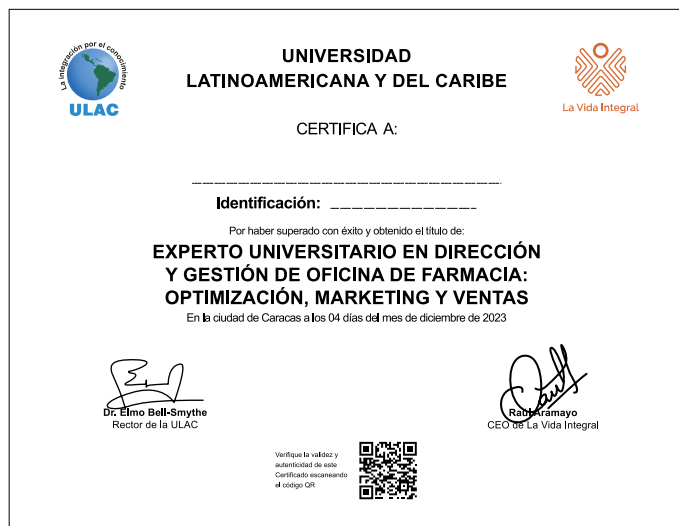 La integración por el conocimiento
ULAC
UNIVERSIDAD
LATINOAMERICANA Y DEL CARIBE
La Vida Integral
CERTIFICA A:
Identificación:
Por haber superado con éxito y obtenido el título de:
EXPERTO UNIVERSITARIO EN DIRECCIÓN
Y GESTIÓN DE OFICINA DE FARMACIA:
OPTIMIZACIÓN, MARKETING Y VENTAS
En la ciudad de Caracas a los 04 días del mes de diciembre de 2023
Dr. Elmo Bell-Smythe
Rector de la ULAC
Raúl Aramayo
CEO de La Vida Integral
Verifique la validez y
autenticidad de este
Certificado escaneando
el código QR